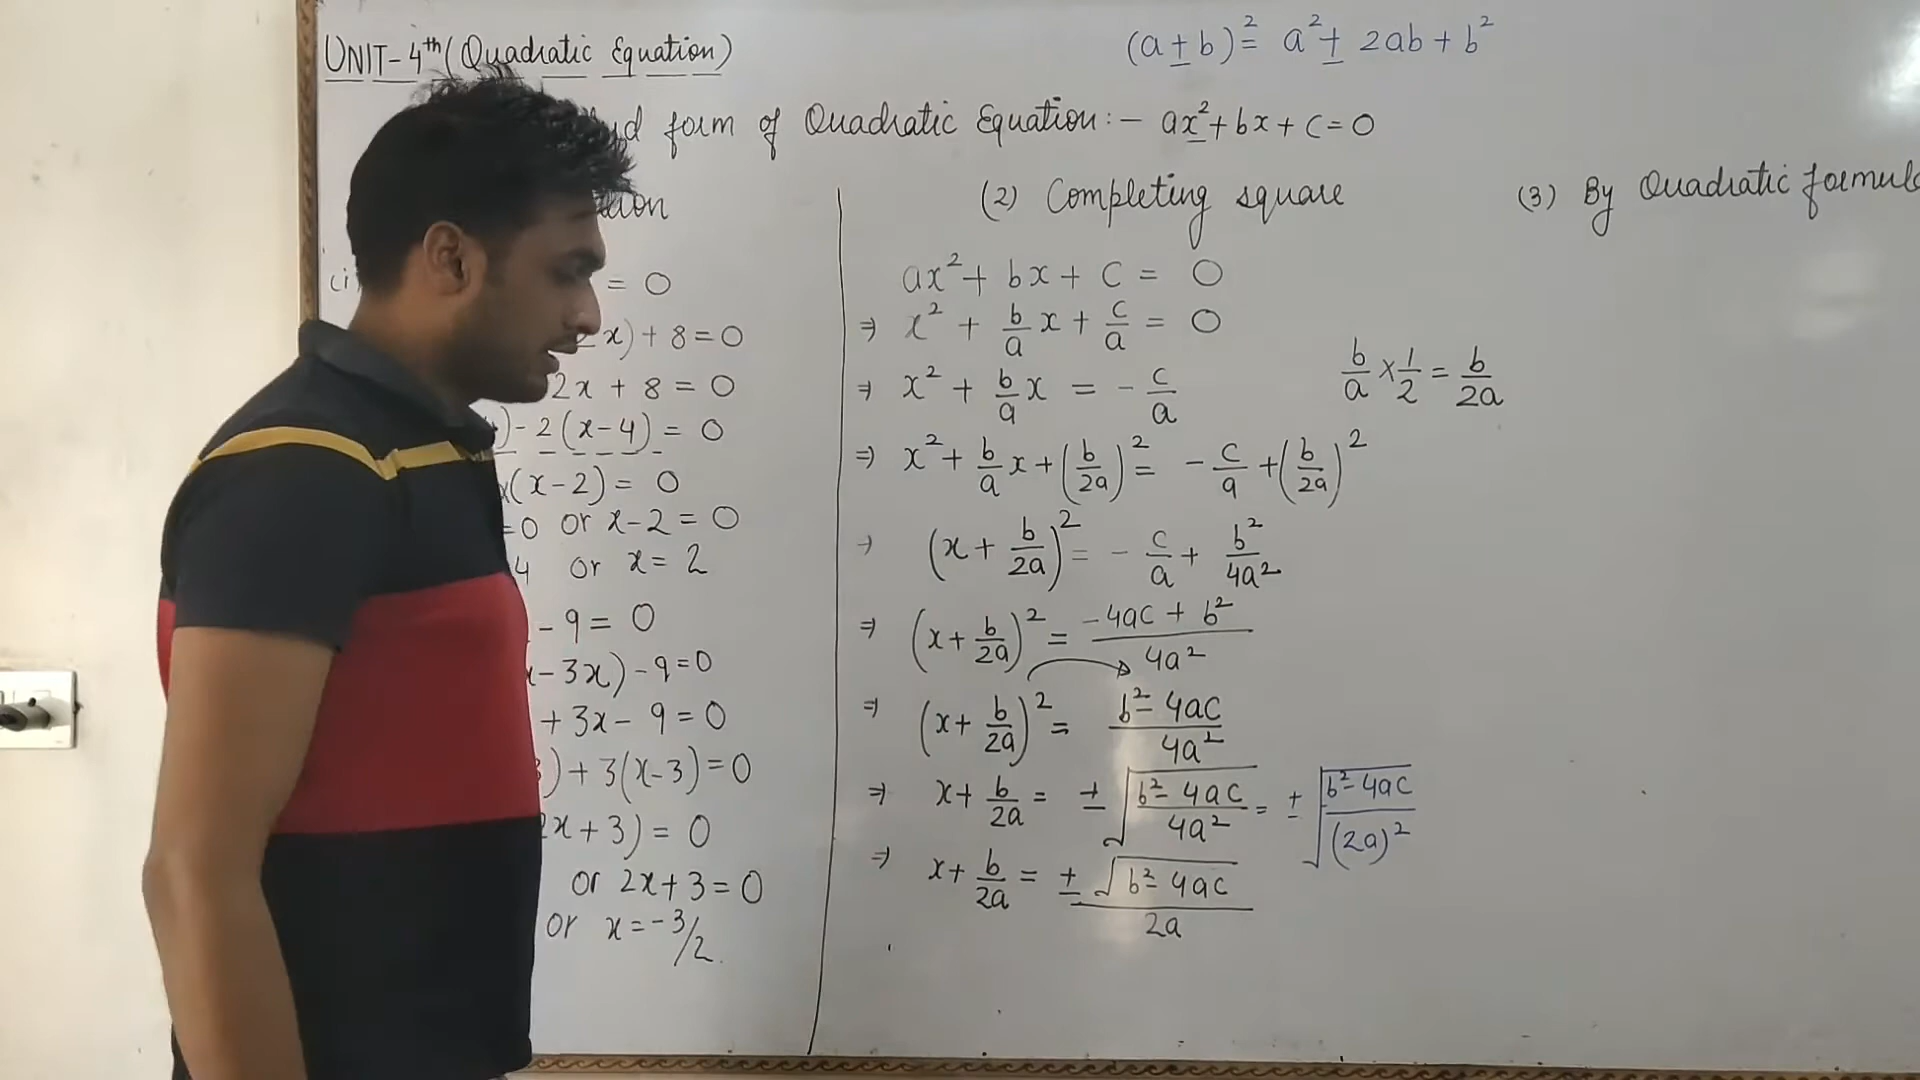 UNIT-4th (Quadratic Equation)
(a ± b)² = a² ± 2ab + b²
form of Quadratic Equation :- ax² + bx + c = 0
(2) Completing square
(3) By Quadratic formul
= 0
x) + 8 = 0
2x + 8 = 0
) - 2(x-4) = 0
(x-2) = 0
=0 or x-2 = 0
4 or x = 2
- 9 = 0
- 3x) - 9 = 0
+ 3x - 9 = 0
) + 3(x-3) = 0
2x + 3) = 0
or 2x + 3 = 0
or x = -3/2.
ax² + bx + c = 0
⇒ x² + b/a x + c/a = 0
⇒ x² + b/a x = - c/a
b/a × 1/2 = b/2a
⇒ x² + b/a x + (b/2a)² = - c/a + (b/2a)²
→ (x + b/2a)² = - c/a + b²/4a²
⇒ (x + b/2a)² = -4ac + b²/4a²
⇒ (x + b/2a)² = b² - 4ac/4a²
⇒ x + b/2a = ± √b² - 4ac/4a² = ± √b² - 4ac/(2a)²
⇒ x + b/2a = ± √b² - 4ac/2a